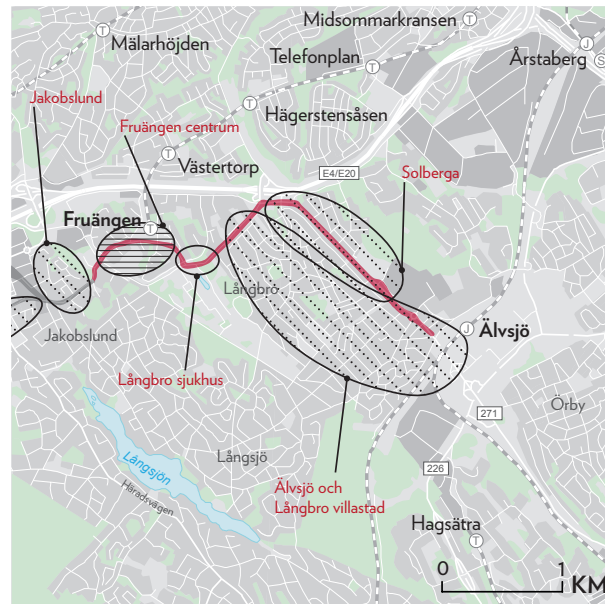 Midsommarkransen
T
Mälarhöjden
T
J
Årstaberg
S
Telefonplan
T
Jakobslund
Hägerstensåsen
Fruängen centrum
T
Västertorp
E4/E20
Solberga
Fruängen
T
Långbro
Jakobslund
J
Älvsjö
Långbro sjukhus
Örby
271
Långsjö
226
Långsjön
Älvsjö och
Långbro villastad
Häradsvägen
Hagsätra
T
0 1
KM